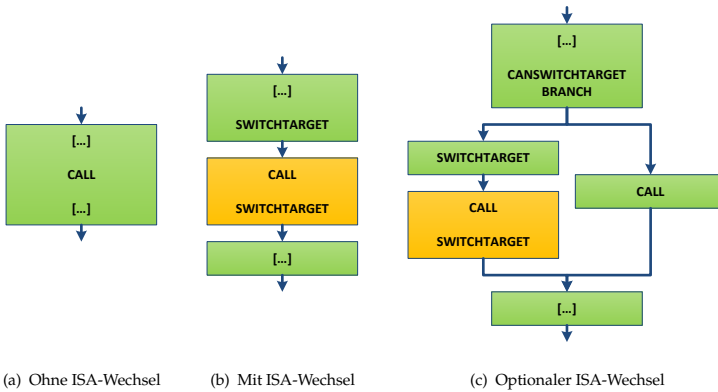 [...]
CALL
[...]
(a) Ohne ISA-Wechsel
[...]
SWITCHTARGET
CALL
SWITCHTARGET
[...]
(b) Mit ISA-Wechsel
[...]
CANSWITCHTARGET
BRANCH
SWITCHTARGET
CALL
SWITCHTARGET
CALL
[...]
(c) Optionaler ISA-Wechsel